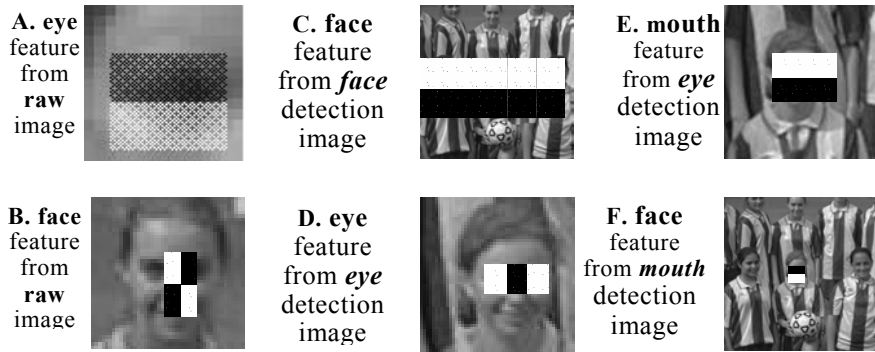 A. eye
feature
from
raw
image
C. face
feature
from face
detection
image
E. mouth
feature
from eye
detection
image
B. face
feature
from
raw
image
D. eye
feature
from eye
detection
image
F. face
feature
from mouth
detection
image